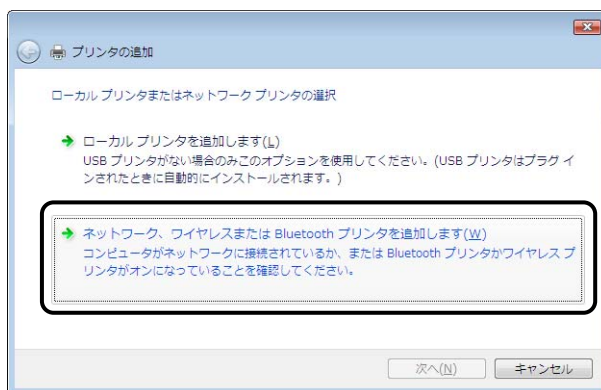 プリンタの追加
ローカル プリンタまたはネットワーク プリンタの選択
ローカル プリンタを追加します(L)
USB プリンタがない場合のみこのオプションを使用してください。(USB プリンタはプラグ イ
ンされたときに自動的にインストールされます。)
ネットワーク、ワイヤレスまたは Bluetooth プリンタを追加します(W)
コンピュータがネットワークに接続されているか、または Bluetooth プリンタかワイヤレス プ
リンタがオンになっていることを確認してください。
次へ(N) キャンセル